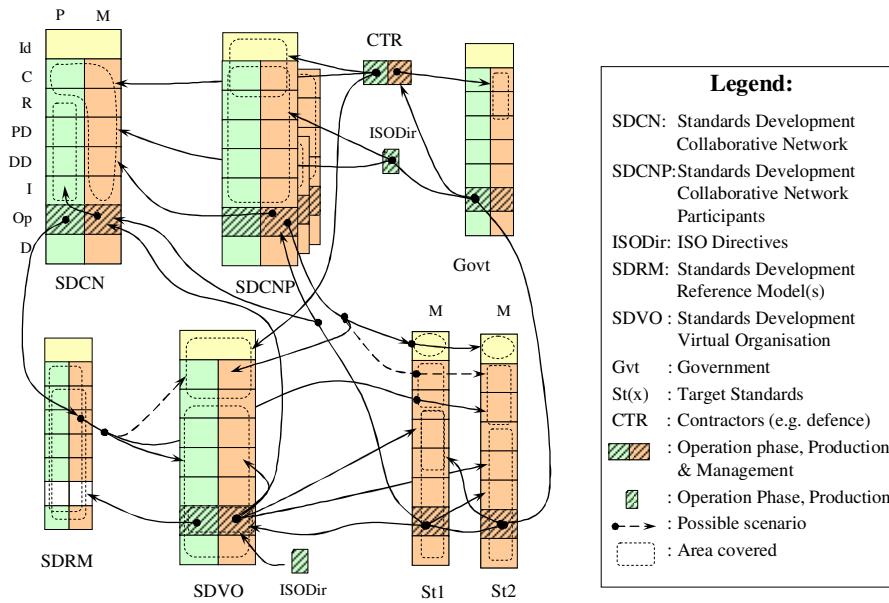 P M
CTR
Id
C
R
PD
DD
I
Op
D
ISODir
SDCN
SDCNP
Govt
M M
SDRM
SDVO
ISODir
St1
St2
Legend:
SDCN: Standards Development
Collaborative Network
SDCNP: Standards Development
Collaborative Network
Participants
ISODir: ISO Directives
SDRM: Standards Development
Reference Model(s)
SDVO : Standards Development
Virtual Organisation
Gvt : Government
St(x) : Target Standards
CTR : Contractors (e.g. defence)
: Operation phase, Production
& Management
: Operation Phase, Production
: Possible scenario
: Area covered